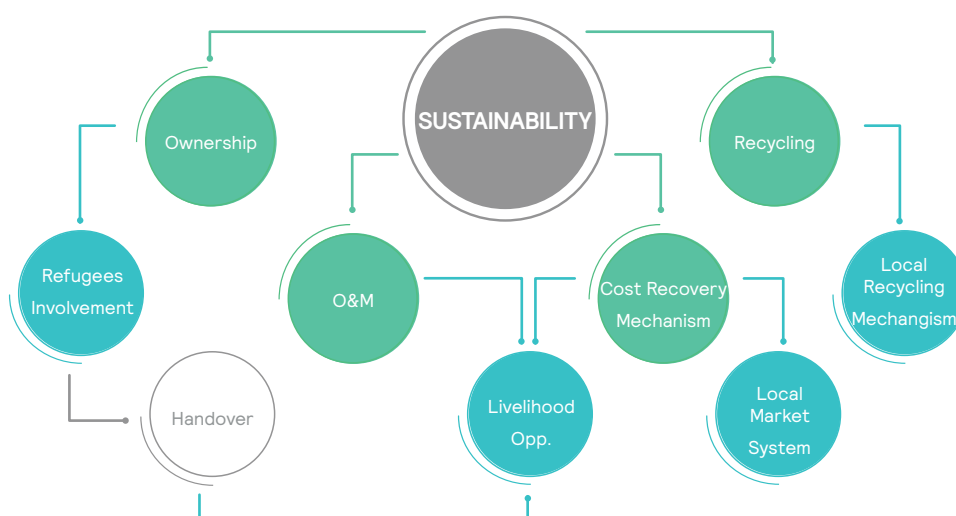 SUSTAINABILITY
Ownership
Recycling
Refugees
Involvement
O&M
Cost Recovery
Mechanism
Local
Recycling
Mechangism
Handover
Livelihood
Opp.
Local
Market
System